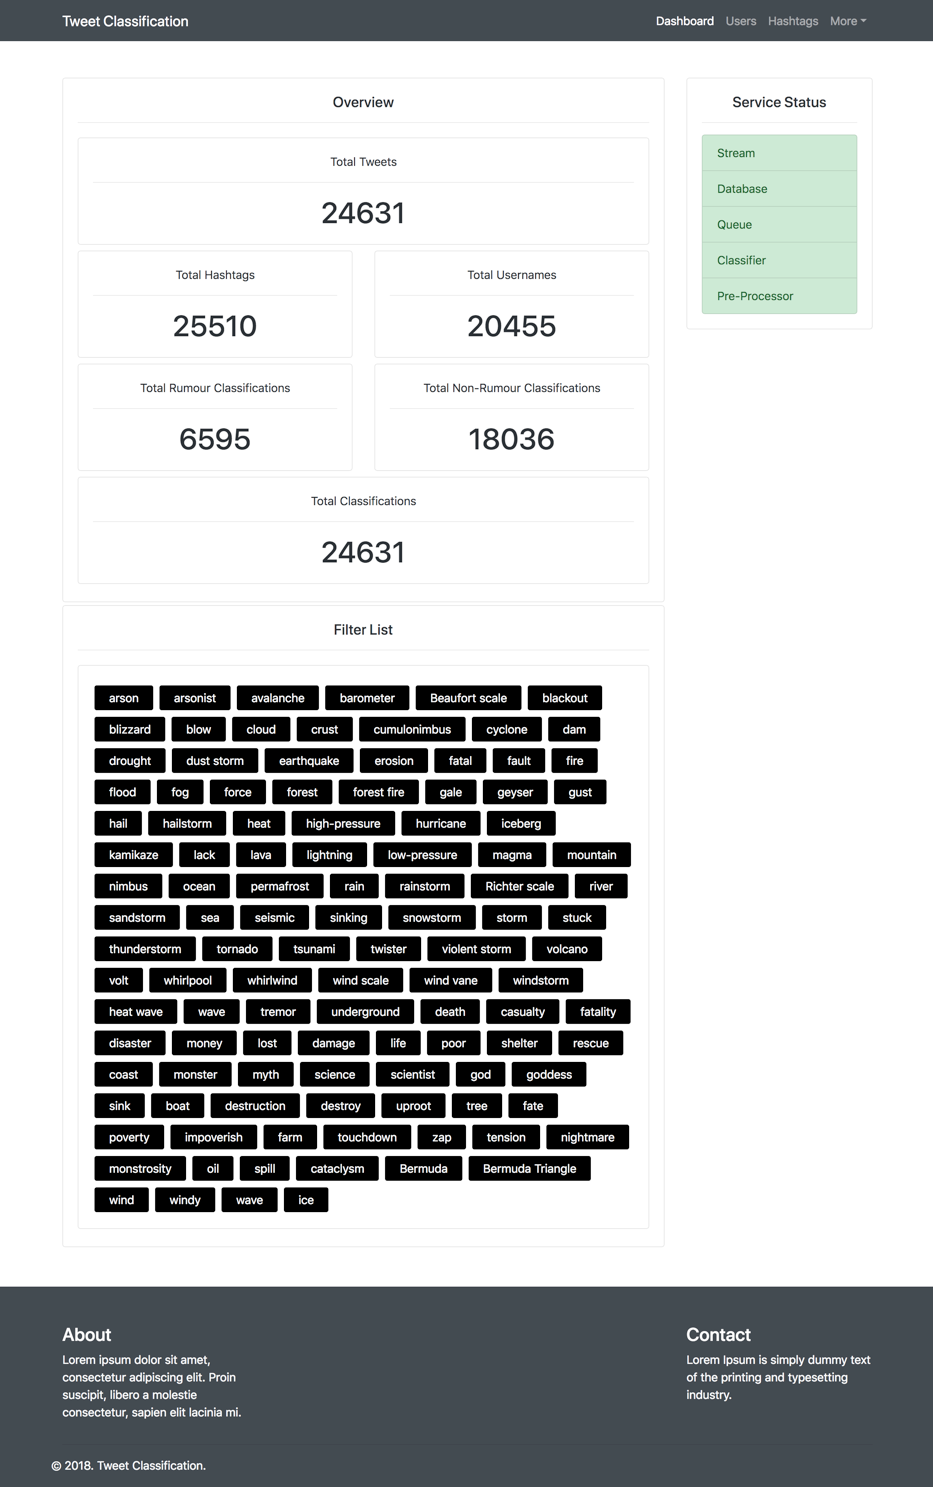 Tweet Classification
Dashboard Users Hashtags More
Overview
Total Tweets
24631
Total Hashtags
25510
Total Usernames
20455
Total Rumour Classifications
6595
Total Non-Rumour Classifications
18036
Total Classifications
24631
Service Status
Stream
Database
Queue
Classifier
Pre-Processor
Filter List
arson arsonist avalanche barometer Beaufort scale blackout
blizzard blow cloud crust cumulonimbus cyclone dam
drought dust storm earthquake erosion fatal fault fire
flood fog force forest forest fire gale geyser gust
hail hailstorm heat high-pressure hurricane iceberg
kamikaze lack lava lightning low-pressure magma mountain
nimbus ocean permafrost rain rainstorm Richter scale river
sandstorm sea seismic sinking snowstorm storm stuck
thunderstorm tornado tsunami twister violent storm volcano
volt whirlpool whirlwind wind scale wind vane windstorm
heat wave wave tremor underground death casualty fatality
disaster money lost damage life poor shelter rescue
coast monster myth science scientist god goddess
sink boat destruction destroy uproot tree fate
poverty impoverish farm touchdown zap tension nightmare
monstrosity oil spill cataclysm Bermuda Bermuda Triangle
wind windy wave ice
About
Lorem ipsum dolor sit amet,
consectetur adipiscing elit. Proin
suscipit, libero a molestie
consectetur, sapien elit lacinia mi.
Contact
Lorem Ipsum is simply dummy text
of the printing and typesetting
industry.
© 2018. Tweet Classification.